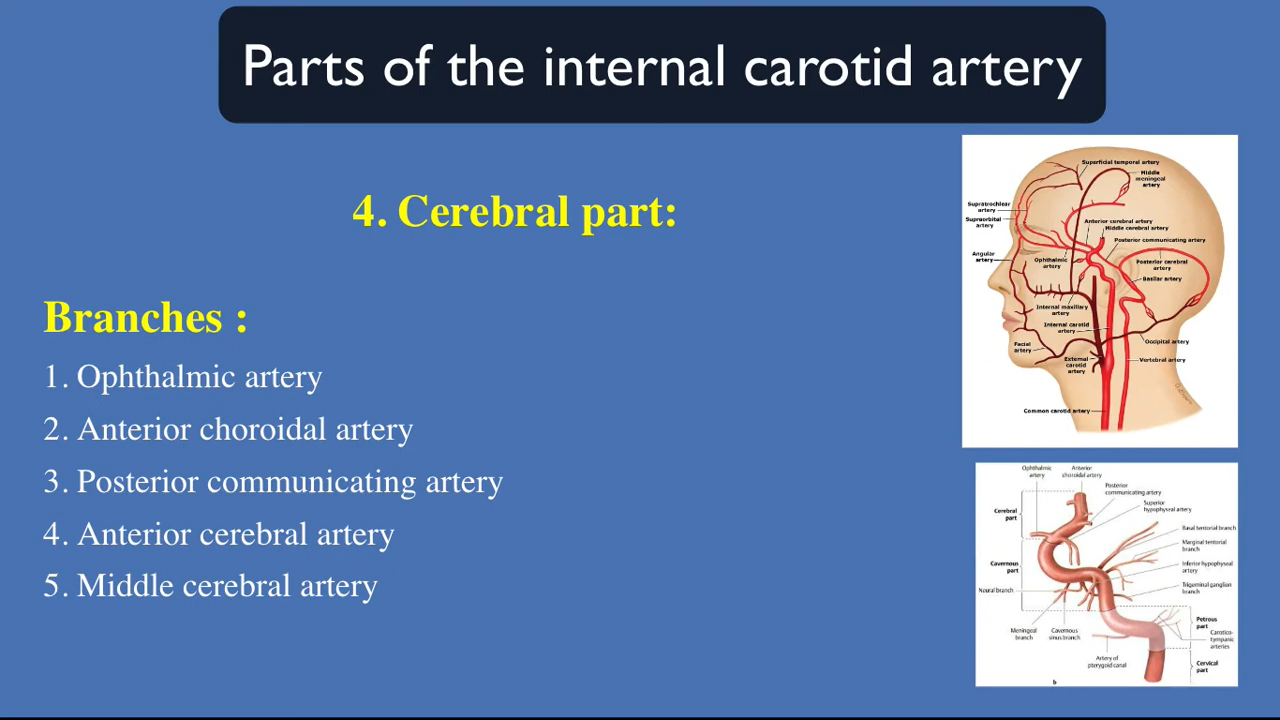 Parts of the internal carotid artery
4. Cerebral part:
Branches :
1. Ophthalmic artery
2. Anterior choroidal artery
3. Posterior communicating artery
4. Anterior cerebral artery
5. Middle cerebral artery
Superficial temporal artery
Middle
meningeal
artery
Supratrochlear
artery
Supraorbital
artery
Anterior cerebral artery
Middle cerebral artery
Posterior communicating artery
Angular
artery
Ophthalmic
artery
Posterior cerebral
artery
Basilar artery
Internal maxillary
artery
Internal carotid
artery
Facial
artery
Occipital artery
External
carotid
artery
Vertebral artery
Common carotid artery
Ophthalmic
artery
Anterior
choroidal artery
Posterior
communicating artery
Superior
hypophyseal artery
Cerebral
part
Basal tentorial branch
Marginal tentorial
branch
Cavernous
part
Inferior hypophyseal
artery
Neural branch
Trigeminal ganglion
branch
Meningeal
branch
Cavernous
sinus branch
Petrous
part
Carotico-
tympanic
arteries
Artery of
pterygoid canal
Cervical
part
b